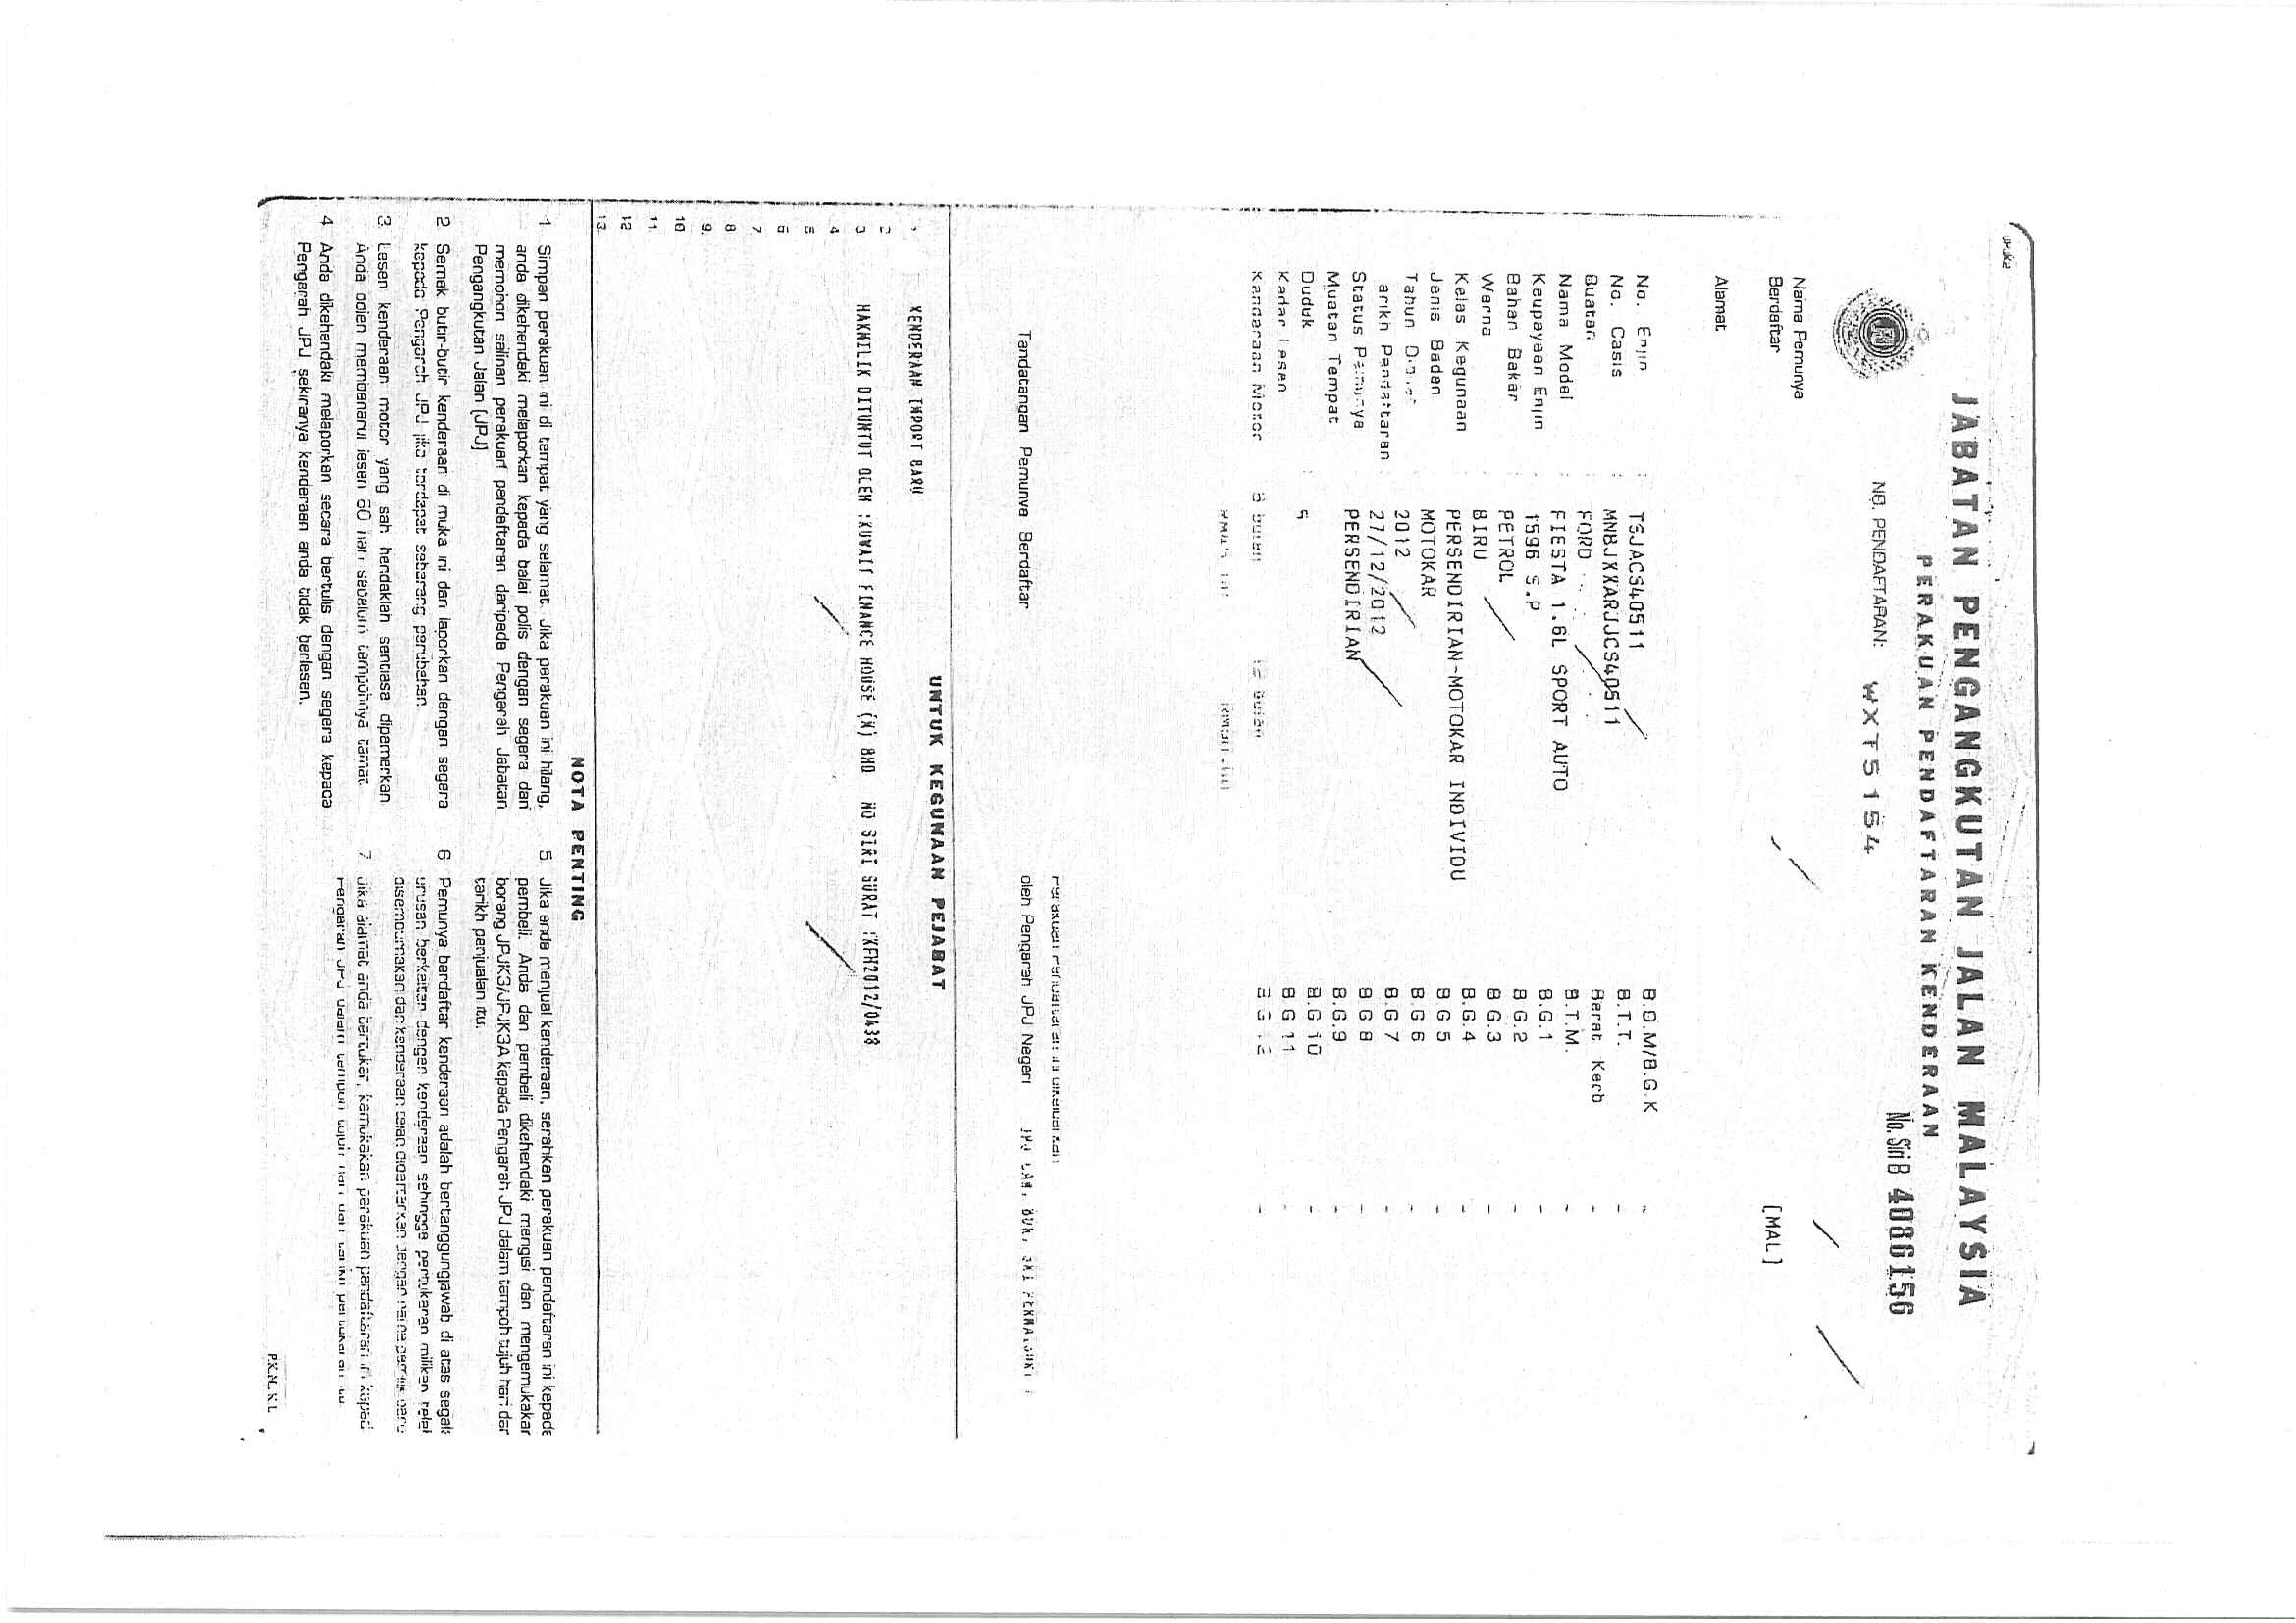 JPJK2
JABATAN PENGANGKUTAN JALAN MALAYSIA
PERAKUAN PENDAFTARAN KENDERAAN
No. Siri B 4086156
NO. PENDAFTARAN: WXT5154
Nama Pemunya
Berdaftar [MAL]
Alamat
No. Enjin : TSJACS40511 B.D.M/B.G.K -
No. Casis : MNBJXXARJJCS40511 B.T.T. -
Buatan : FORD Berat Kerb -
Nama Model : FIESTA 1.6L SPORT AUTO B.T.M. -
Keupayaan Enjin : 1596 S.P B.G.1 -
Bahan Bakar : PETROL B.G.2 -
Warna : BIRU B.G.3 -
Kelas Kegunaan : PERSENDIRIAN-MOTOKAR INDIVIDU B.G.4 -
Jenis Badan MOTOKAR B.G 5 -
Tahun 2012 B.G 6 -
arikh Pendaftaran : 27/12/2012 B.G 7 -
Status Pemunya PERSENDIRIAN B.G 8 -
Muatan Tempat B.G.9 -
Duduk : 5 B.G 10 -
Kadar Lesen B.G 11 -
Kenderaan Motor 6 bulan 12 bulan B.G 12 -
Perakuan Pendaftaran ini dikeluarkan
Tandatangan Pemunya Berdaftar oleh Pengarah JPJ Negeri
UNTUK KEGUNAAN PEJABAT
KENDERAAN IMPORT BARU
2
3 HAKMILIK DITUNTUT OLEH :KUWAIT FINANCE HOUSE (M) BHD NO SIRI SURAT :KFH2012/0438
4
5
6
7.
8
9.
10
11.
12
13.
NOTA PENTING
1 Simpan perakuan ini di tempat yang selamat. Jika perakuan ini hilang,
anda dikehendaki melaporkan kepada balai polis dengan segera dan
memohon salinan perakuan pendaftaran daripada Pengarah Jabatan
Pengangkutan Jalan (JPJ)
2 Semak butir-butir kenderaan di muka ini dan laporkan dengan segera
kepada Pengarah JPJ jika terdapat sebarang perubahan.
3. Lesen kenderaan motor yang sah hendaklah sentiasa dipamerkan.
Anda boleh membaharui lesen 60 hari sebelum tempohnya tamat.
4 Anda dikehendaki melaporkan secara bertulis dengan segera kepada
Pengarah JPJ sekiranya kenderaan anda tidak berlesen.
5. Jika anda menjual kenderaan, serahkan perakuan pendaftaran ini kepada
pembeli. Anda dan pembeli dikehendaki mengisi dan mengemukakan
borang JPJK3/JPJK3A kepada Pengarah JPJ dalam tempoh tujuh hari dar
tarikh penjualan itu.
6 Pemunya berdaftar kenderaan adalah bertanggungjawab di atas segala
urusan berkaitan dengan kenderaan sehingga pertukaran milikan telah
disempurnakan dan kenderaan telah didaftarkan dengan nama pemilik baru
7. Jika alamat anda bertukar, kemukakan perakuan pendaftaran ini kepada
Pengarah JPJ dalam tempoh tujuh hari dari tarikh pertukaran itu.
P.K.N. K.L